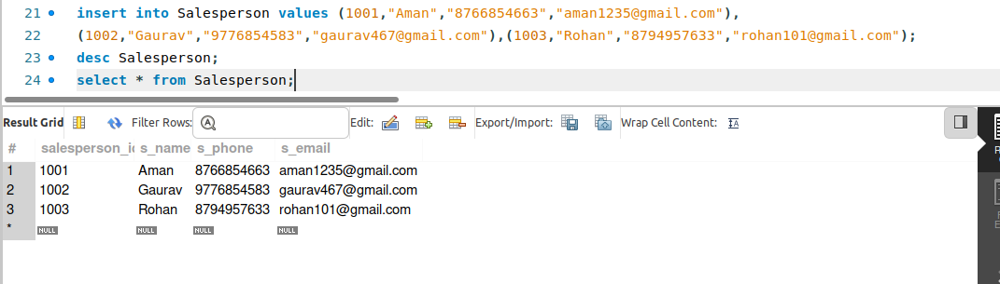 21 insert into Salesperson values (1001,"Aman","8766854663","aman1235@gmail.com"),
22 (1002,"Gaurav","9776854583","gaurav467@gmail.com"),(1003,"Rohan","8794957633","rohan101@gmail.com");
23 desc Salesperson;
24 select * from Salesperson;
Result Grid Filter Rows: Edit: Export/Import: Wrap Cell Content:
# salesperson_i s_name s_phone s_email
1 1001 Aman 8766854663 aman1235@gmail.com
2 1002 Gaurav 9776854583 gaurav467@gmail.com
3 1003 Rohan 8794957633 rohan101@gmail.com
* NULL NULL NULL NULL